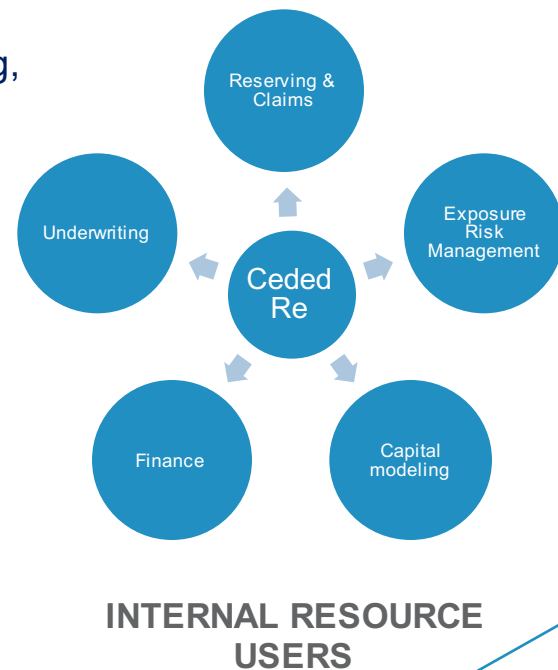 g,
Reserving &
Claims
Underwriting
Exposure
Risk
Management
Ceded
Re
Finance
Capital
modeling
INTERNAL RESOURCE
USERS